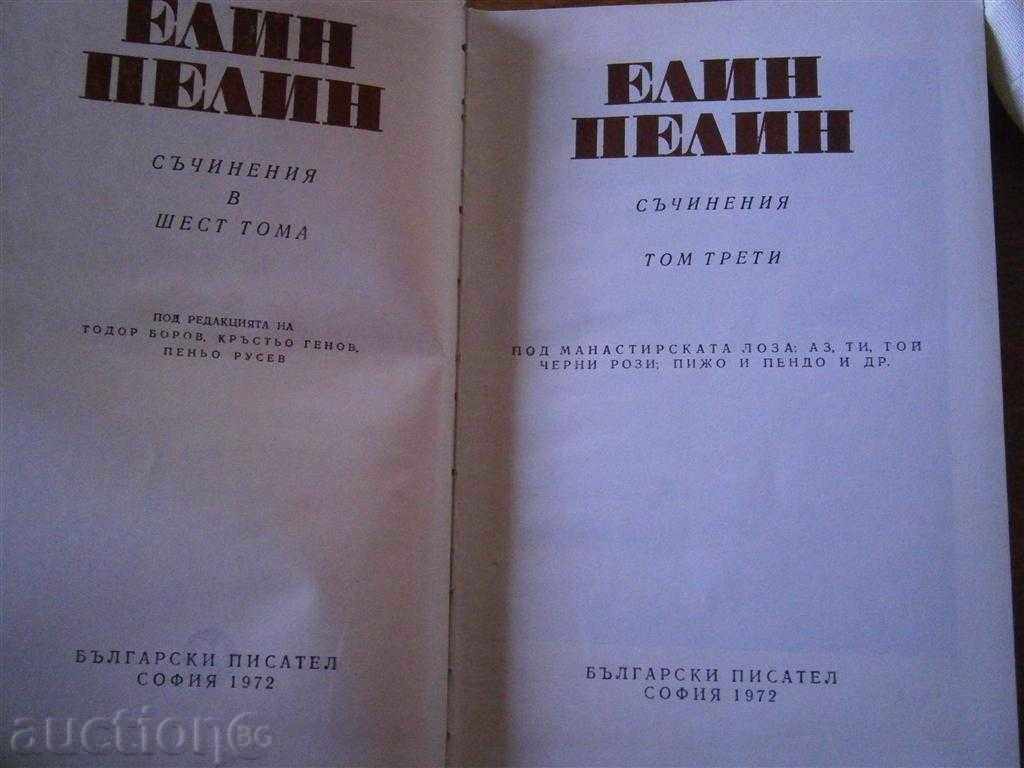 ЕЛИН
ПЕЛИН
СЪЧИНЕНИЯ
В
ШЕСТ ТОМА
ПОД РЕДАКЦИЯТА НА
ТОДОР БОРОВ, КРЪСТЬО ГЕНОВ,
ПЕНЬО РУСЕВ
БЪЛГАРСКИ ПИСАТЕЛ
СОФИЯ 1972
ЕЛИН
ПЕЛИН
СЪЧИНЕНИЯ
ТОМ ТРЕТИ
ПОД МАНАСТИРСКАТА ЛОЗА; АЗ, ТИ, ТОЙ
ЧЕРНИ РОЗИ; ПИЖО И ПЕНДО И ДР.
БЪЛГАРСКИ ПИСАТЕЛ
СОФИЯ 1972
auction BG